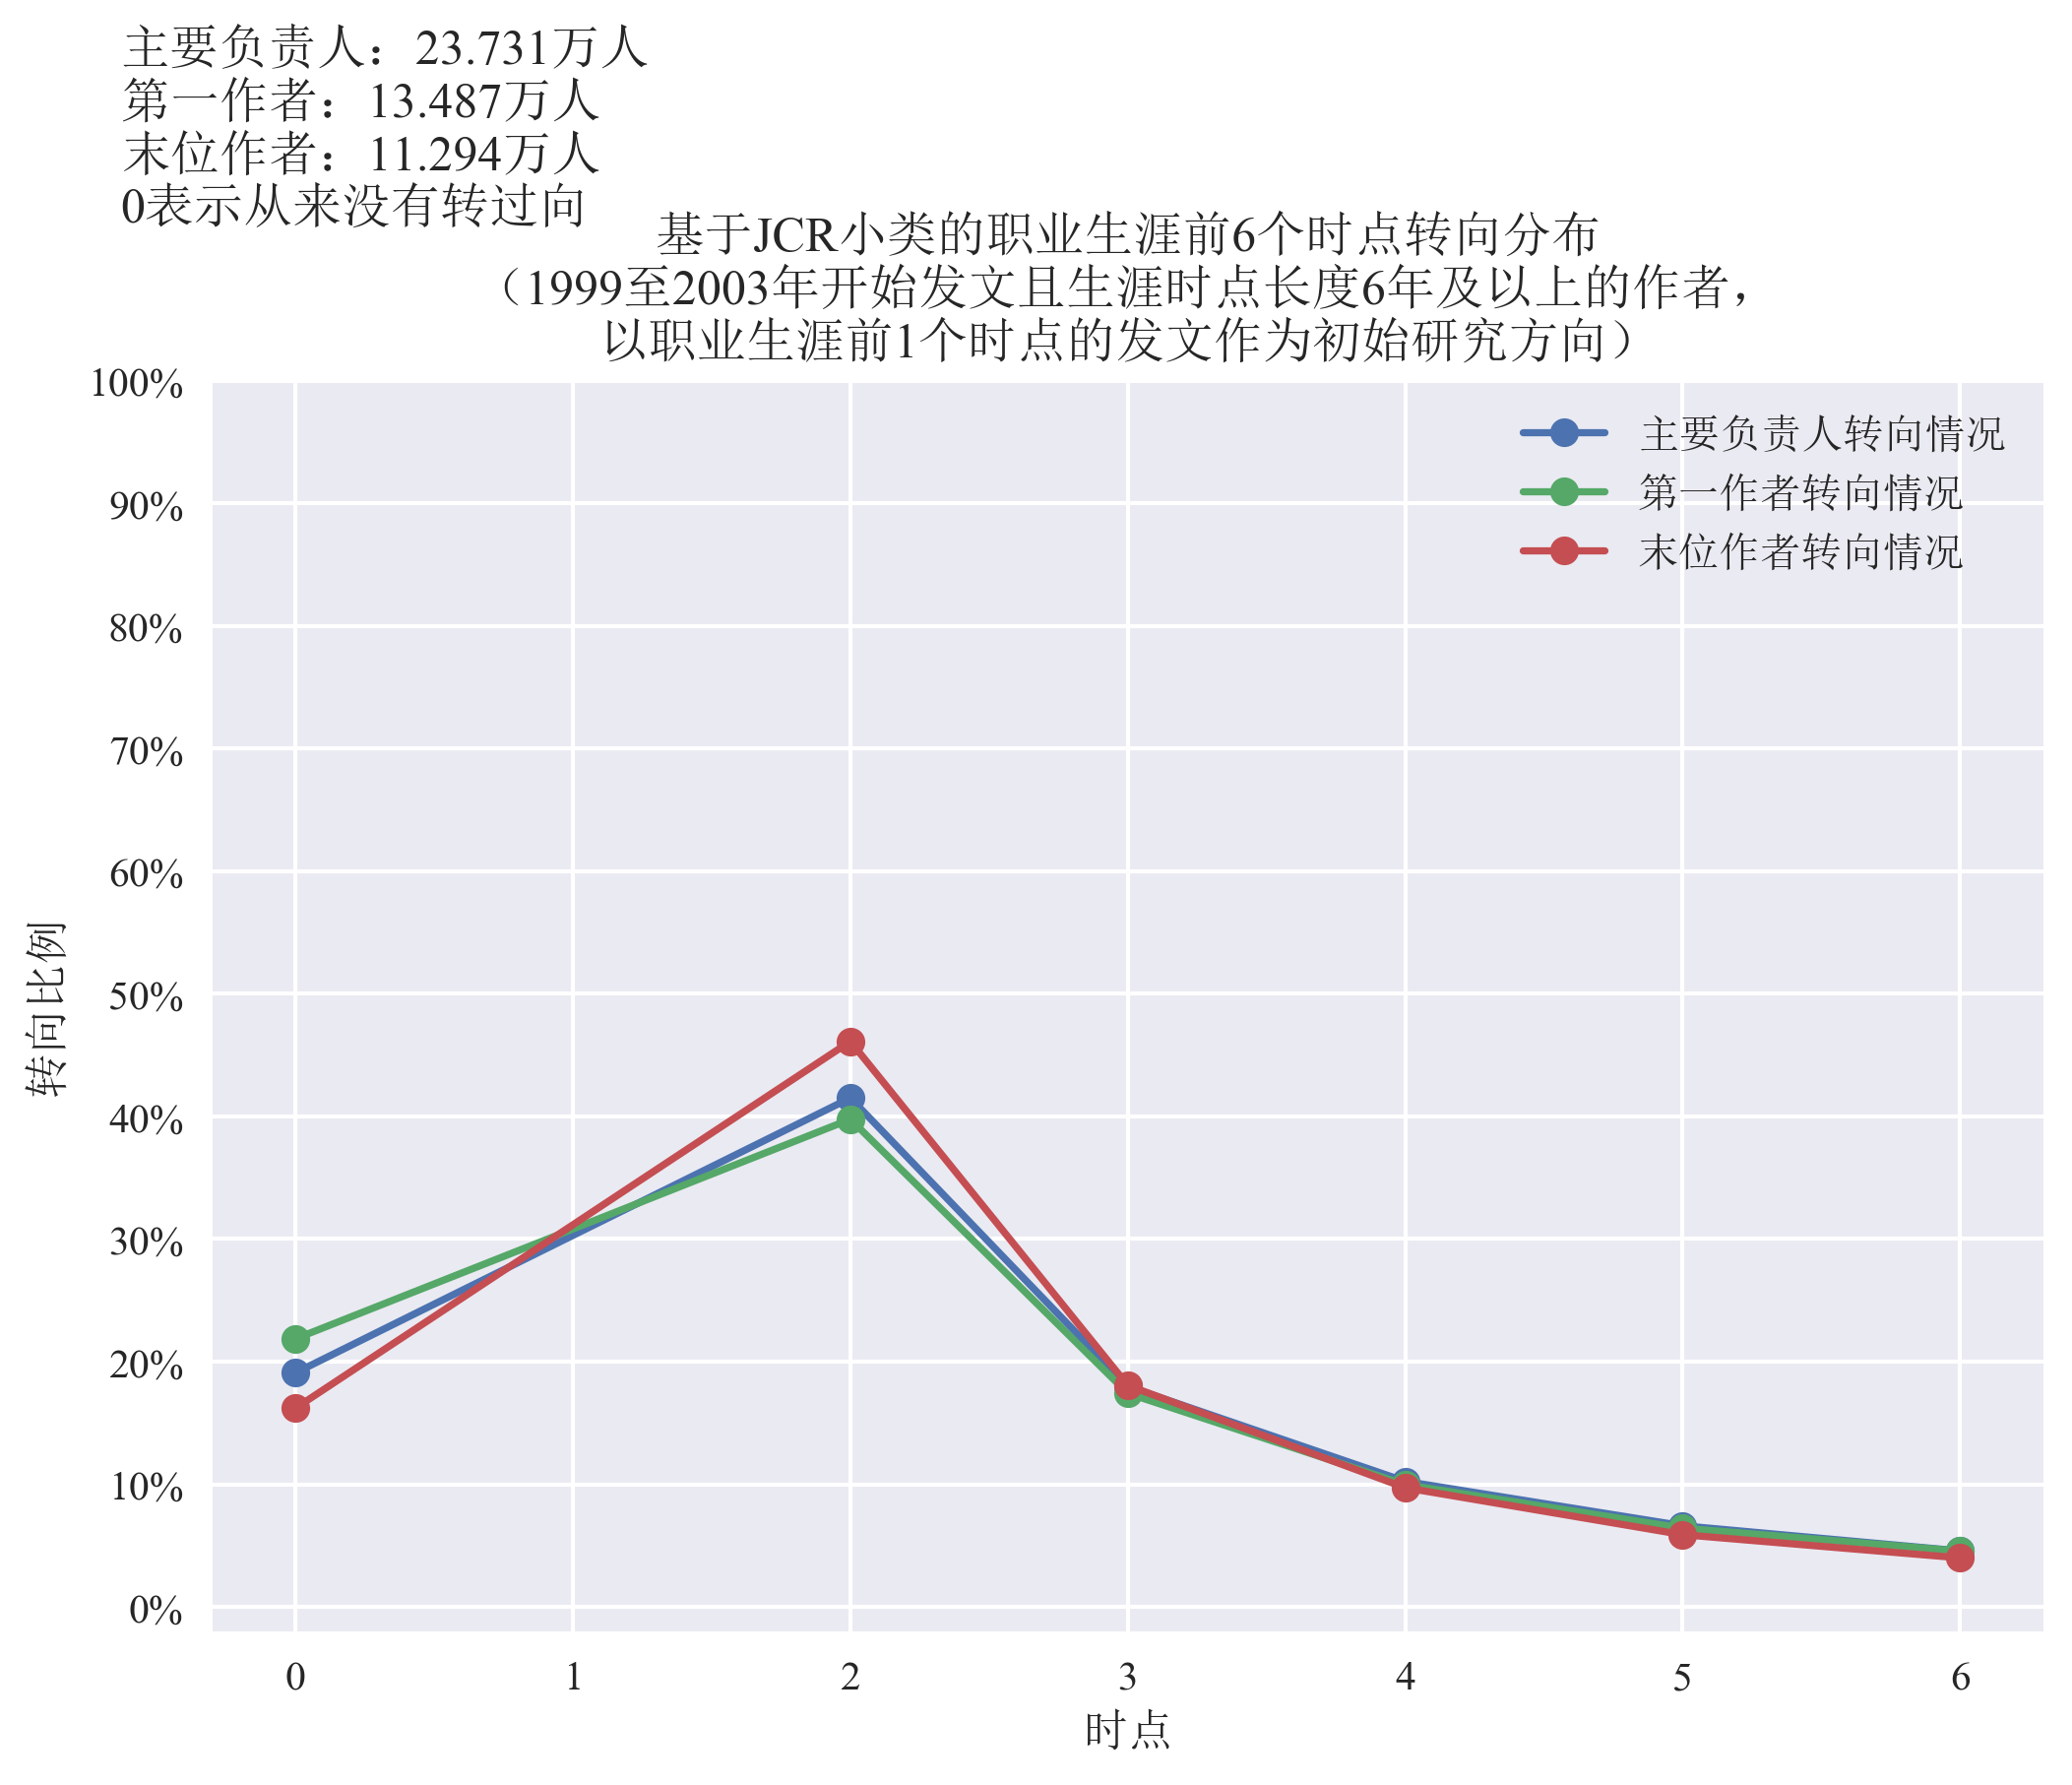 主要负责人：23.731万人
第一作者：13.487万人
末位作者：11.294万人
0表示从来没有转过向
基于JCR小类的职业生涯前6个时点转向分布
（1999至2003年开始发文且生涯时点长度6年及以上的作者，
以职业生涯前1个时点的发文作为初始研究方向）
主要负责人转向情况
第一作者转向情况
末位作者转向情况
100%
90%
80%
70%
60%
50%
40%
30%
20%
10%
0%
转向比例
0 1 2 3 4 5 6
时点